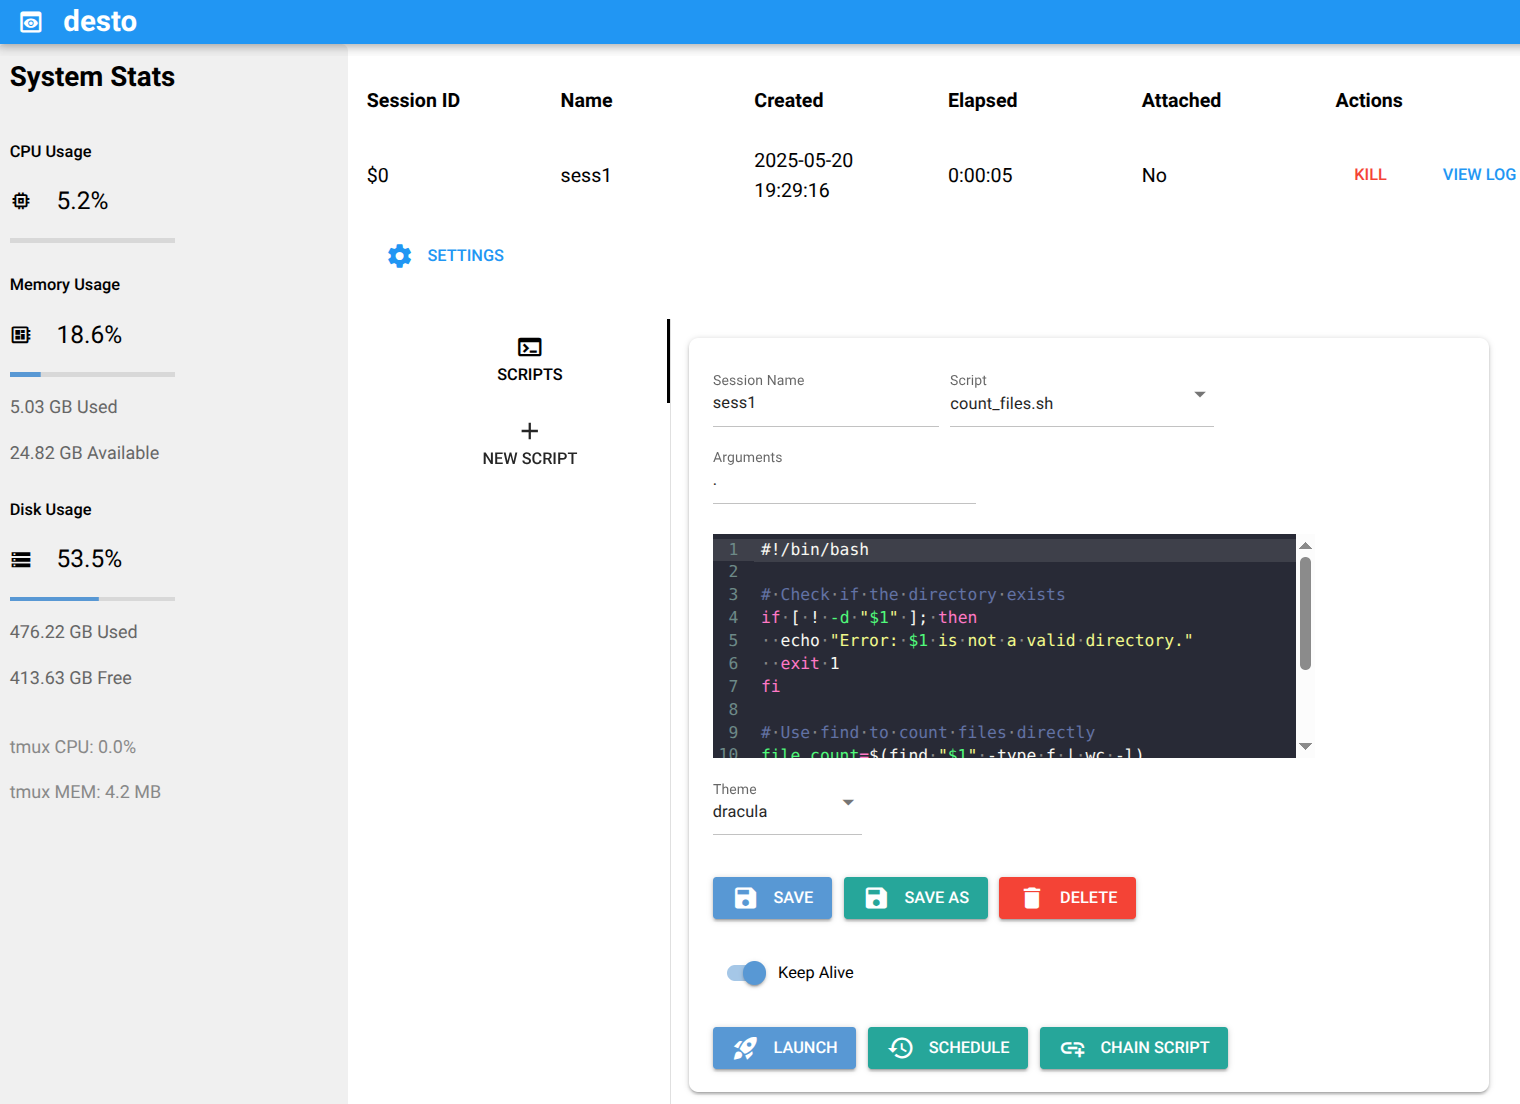 desto
System Stats
CPU Usage
5.2%
Memory Usage
18.6%
5.03 GB Used
24.82 GB Available
Disk Usage
53.5%
476.22 GB Used
413.63 GB Free
tmux CPU: 0.0%
tmux MEM: 4.2 MB
Session ID Name Created Elapsed Attached Actions
$0 sess1 2025-05-20 19:29:16 0:00:05 No KILL VIEW LOG
SETTINGS
SCRIPTS
NEW SCRIPT
Session Name Script
sess1 count_files.sh
Arguments
.
1 #!/bin/bash
2
3 #·Check·if·the·directory·exists
4 if·[·!·-d·"$1"·];·then
5 ··echo·"Error:·$1·is·not·a·valid·directory."
6 ··exit·1
7 fi
8
9 #·Use·find·to·count·files·directly
10 file_count=$(find·"$1"·-type·f·|·wc·-l)
Theme
dracula
SAVE SAVE AS DELETE
Keep Alive
LAUNCH SCHEDULE CHAIN SCRIPT